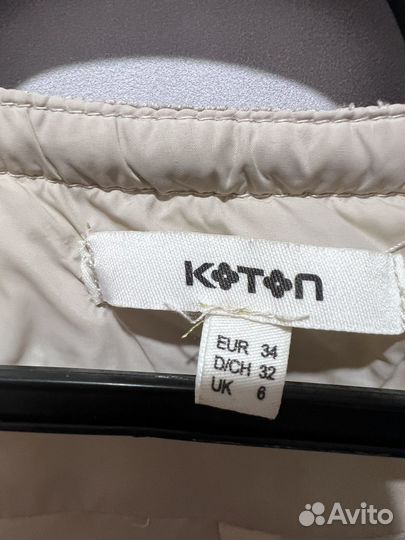 KOTON
EUR 34
D/CH 32
UK 6
Avito